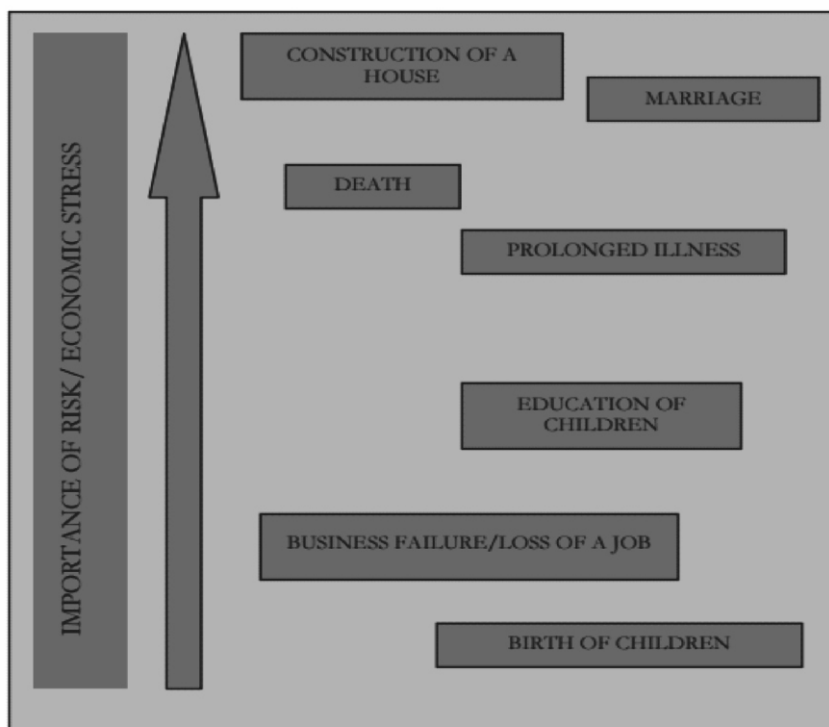 IMPORTANCE OF RISK/ ECONOMIC STRESS
CONSTRUCTION OF A
HOUSE
MARRIAGE
DEATH
PROLONGED ILLNESS
EDUCATION OF
CHILDREN
BUSINESS FAILURE/LOSS OF A JOB
BIRTH OF CHILDREN